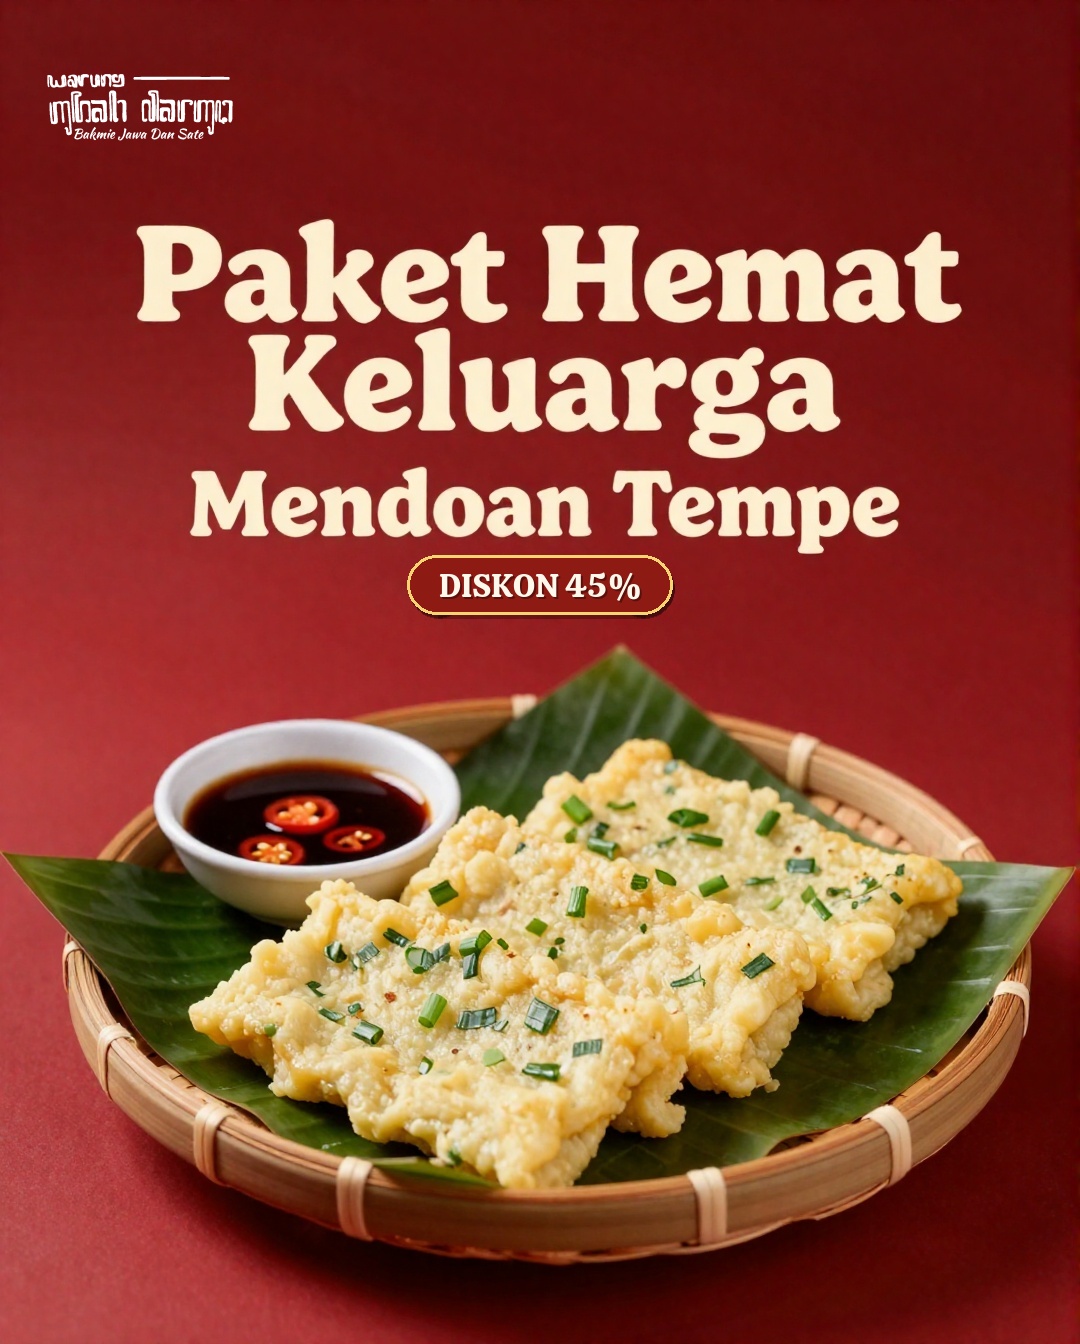 warung
mbah darmo
Bakmie Jawa Dan Sate
Paket Hemat
Keluarga
Mendoan Tempe
DISKON 45%